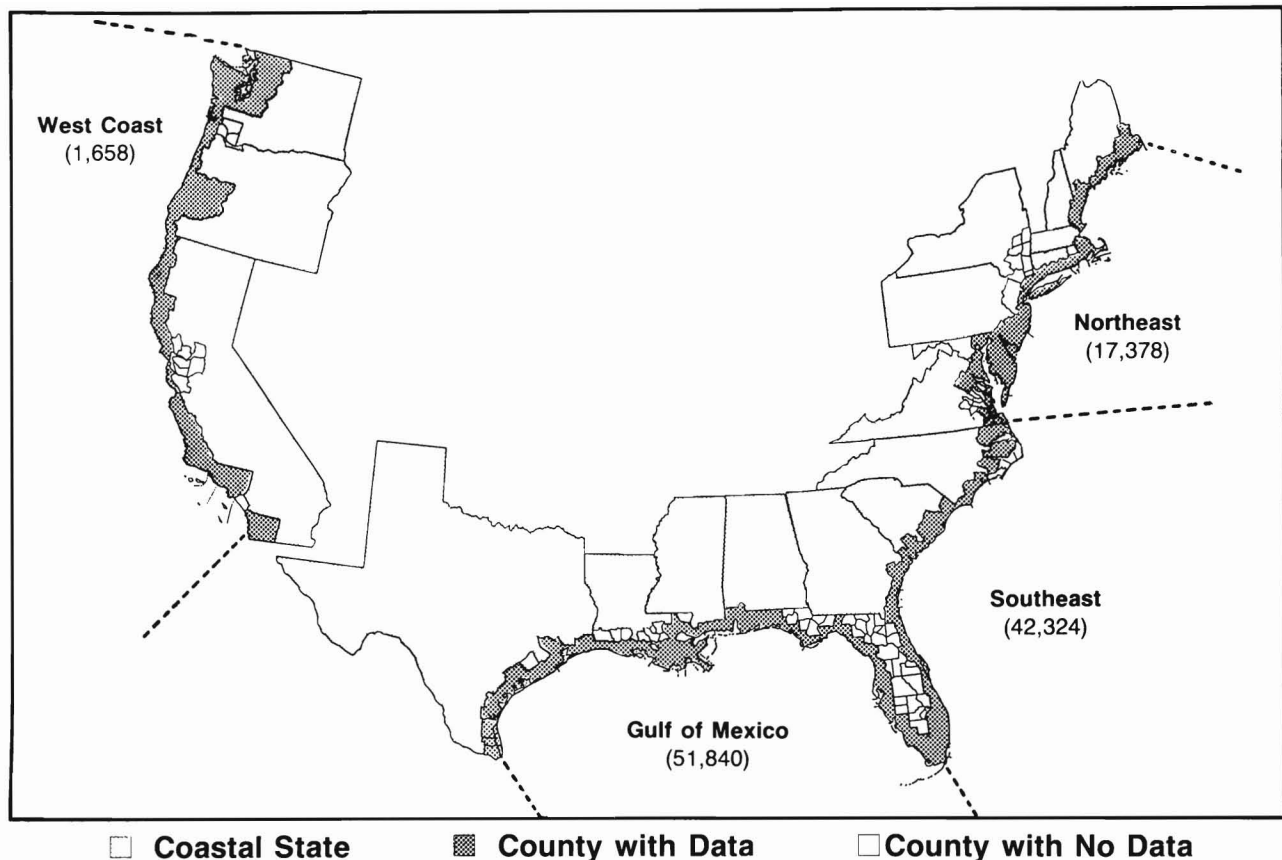 West Coast
(1,658)
Northeast
(17,378)
Southeast
(42,324)
Gulf of Mexico
(51,840)
Coastal State
County with Data
County with No Data